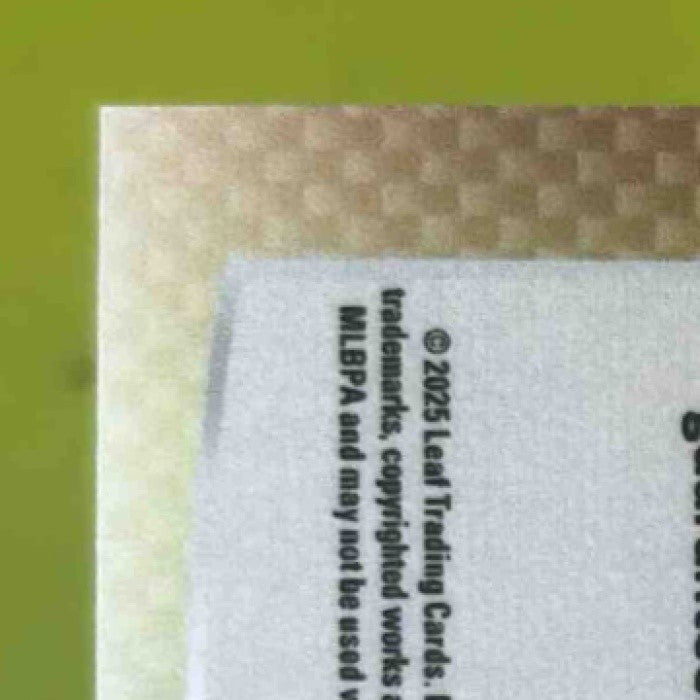 © 2025 Leaf Trading Cards.
trademarks, copyrighted works
MLBPA and may not be used